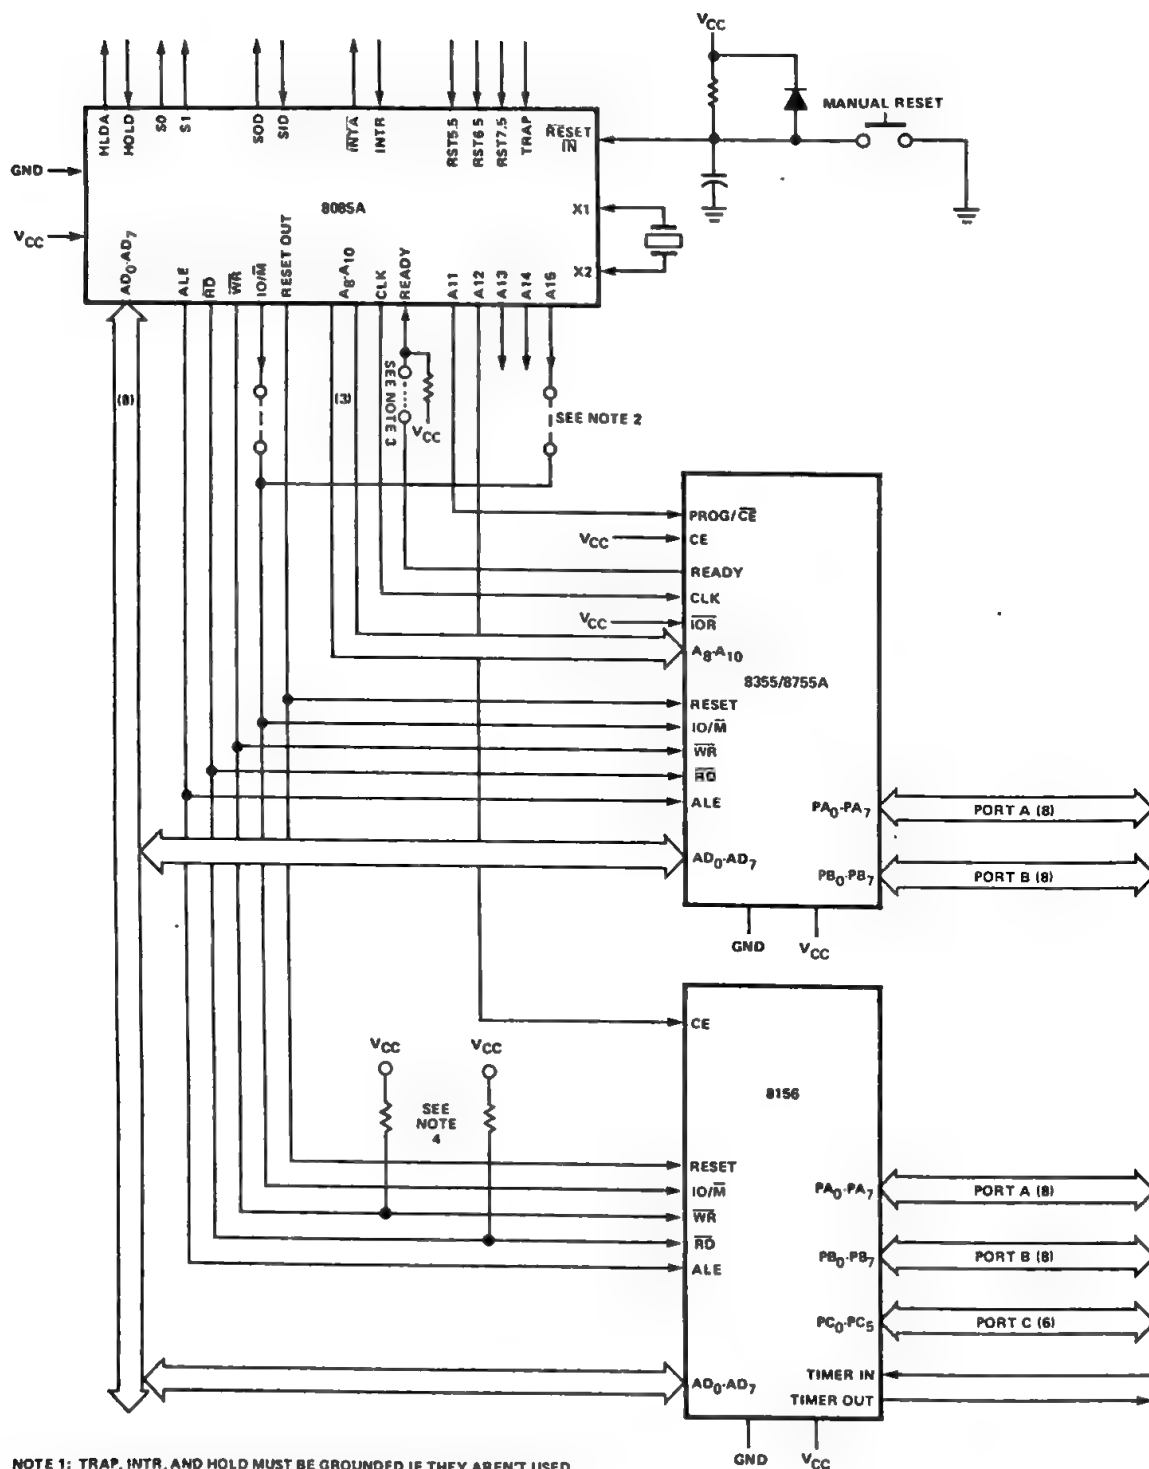 VCC
MANUAL RESET
HLDA
HOLD
S0
S1
SOD
SID
INTA
INTR
RST5.5
RST6.5
RST7.5
TRAP
RESET
IN
GND
VCC
8085A
X1
X2
AD0-AD7
ALE
RD
WR
IO/M
RESET OUT
A8-A10
CLK
READY
A11
A12
A13
A14
A15
(8)
(3)
SEE NOTE 3
VCC
SEE NOTE 2
PROG/CE
VCC
CE
READY
CLK
VCC
IOR
A8-A10
8355/8755A
RESET
IO/M
WR
RD
ALE
AD0-AD7
PA0-PA7
PORT A (8)
PB0-PB7
PORT B (8)
GND
VCC
CE
8156
VCC
VCC
SEE
NOTE
4
RESET
IO/M
WR
RD
ALE
AD0-AD7
PA0-PA7
PORT A (8)
PB0-PB7
PORT B (8)
PC0-PC5
PORT C (6)
TIMER IN
TIMER OUT
GND
VCC
NOTE 1: TRAP, INTR, AND HOLD MUST BE GROUNDED IF THEY AREN'T USED